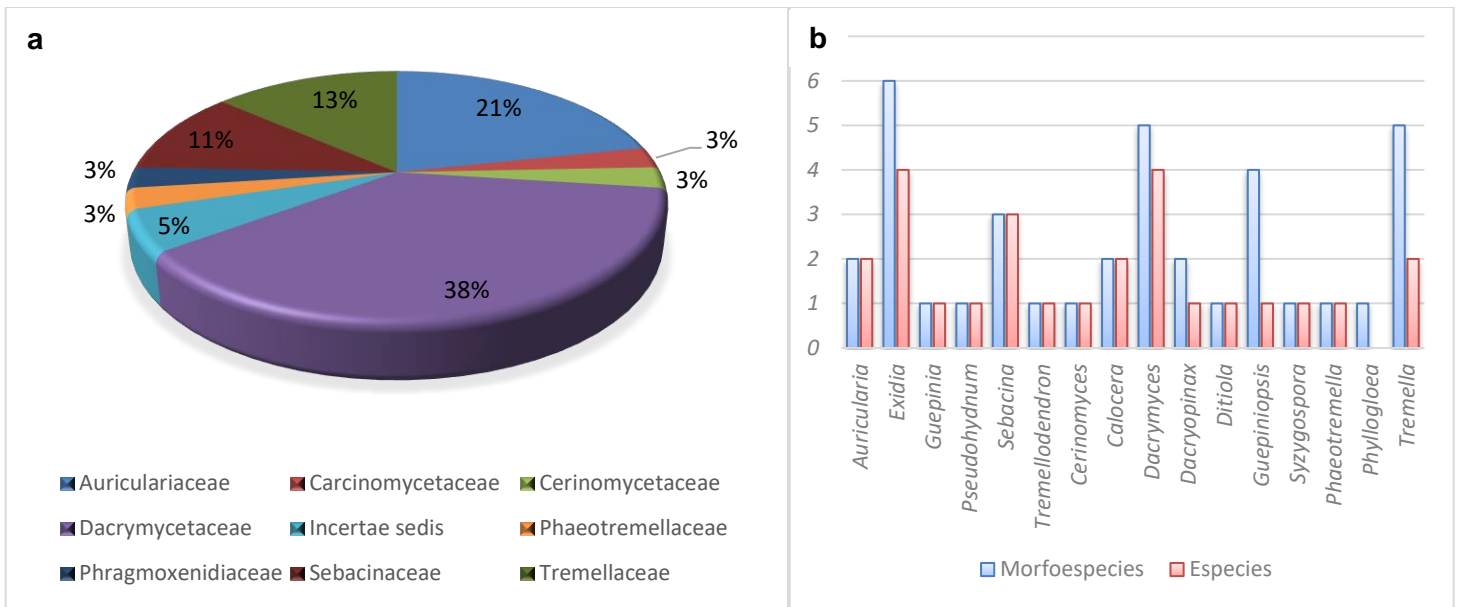 a
13%
21%
11%
3%
3%
3%
3%
5%
38%
Auriculariaceae Carcinomycetaceae Cerinomycetaceae
Dacrymycetaceae Incertae sedis Phaeotremellaceae
Phragmoxenidiaceae Sebacinaceae Tremellaceae
b
6
5
4
3
2
1
0
Auricularia
Exidia
Guepinia
Pseudohydnum
Sebacina
Tremellodendron
Cerinomyces
Calocera
Dacrymyces
Dacryopinax
Ditiola
Guepiniopsis
Syzygospora
Phaeotremella
Phyllogloea
Tremella
Morfoespecies Especies